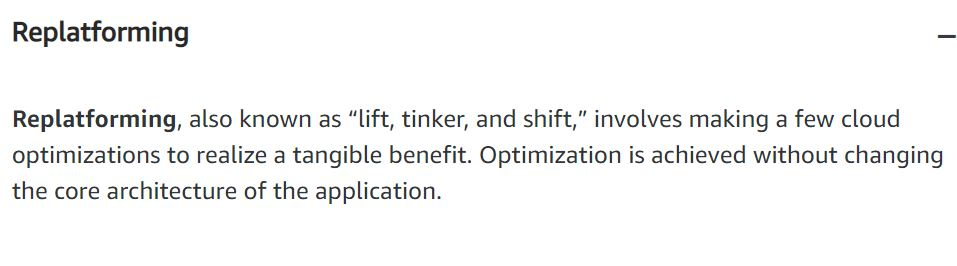 Replatforming
Replatforming, also known as “lift, tinker, and shift,” involves making a few cloud
optimizations to realize a tangible benefit. Optimization is achieved without changing
the core architecture of the application.